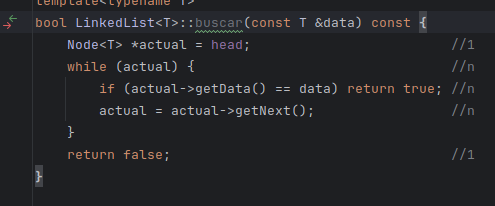 template<typename T>
bool LinkedList<T>::buscar(const T &data) const {
Node<T> *actual = head; //1
while (actual) { //n
if (actual->getData() == data) return true; //n
actual = actual->getNext(); //n
}
return false; //1
}